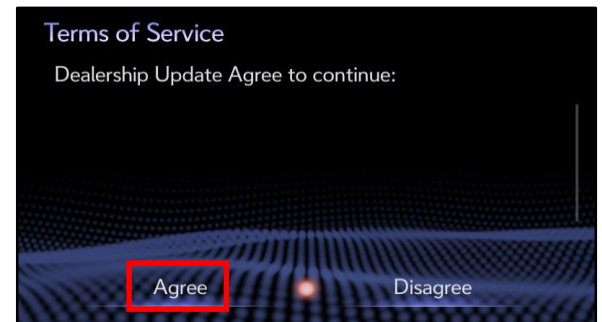 Terms of Service
Dealership Update Agree to continue:
Agree Disagree